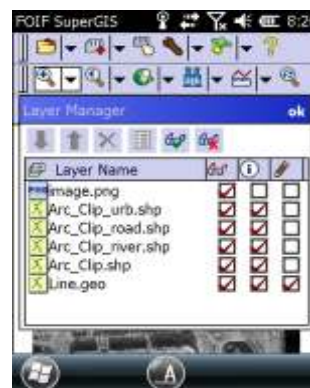 FOIF SuperGIS 8:2
Layer Manager ok
Layer Name
image.png
Arc_Clip_urb.shp
Arc_Clip_road.shp
Arc_Clip_river.shp
Arc_Clip.shp
Line.geo
A